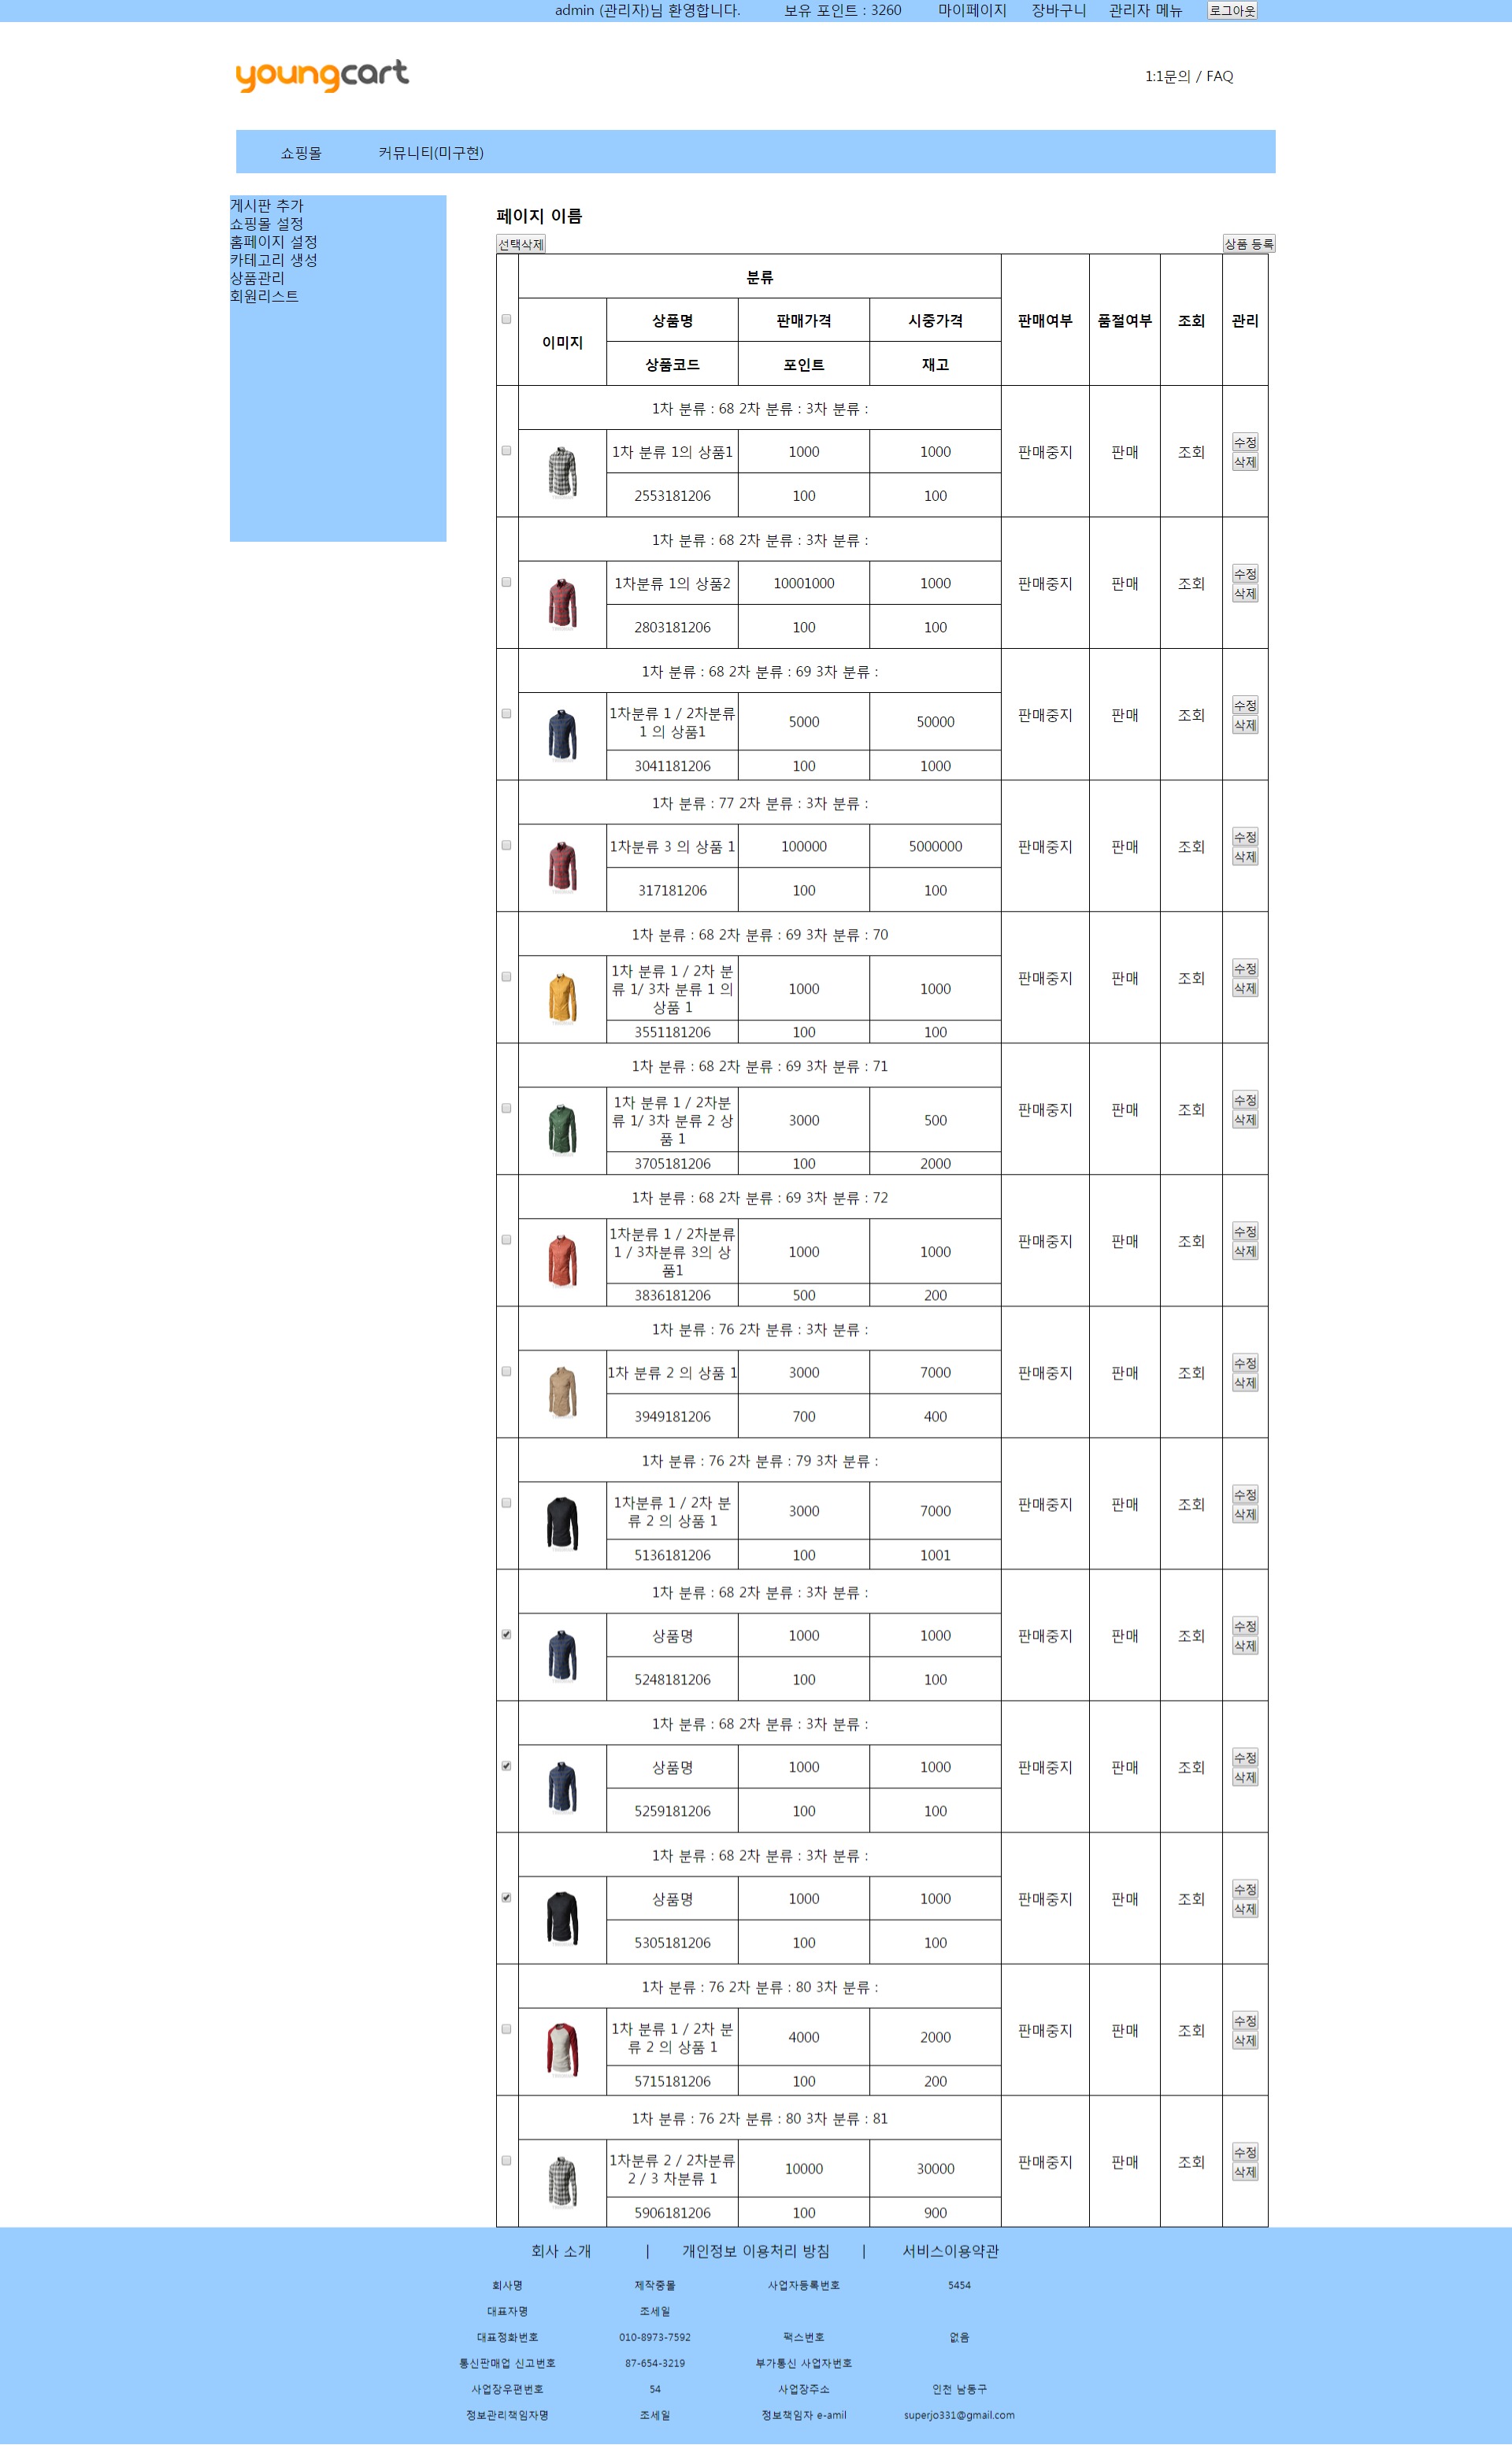 admin (관리자)님 환영합니다. 보유 포인트 : 3260 마이페이지 장바구니 관리자 메뉴 로그아웃
youngcart
1:1문의 / FAQ
쇼핑몰 커뮤니티(미구현)
게시판 추가
쇼핑몰 설정
홈페이지 설정
카테고리 생성
상품관리
회원리스트
페이지 이름
선택삭제 상품 등록
분류
이미지 상품명 판매가격 시중가격 판매여부 품절여부 조회 관리
상품코드 포인트 재고
1차 분류 : 68 2차 분류 : 3차 분류 :
1차 분류 1의 상품1 1000 1000 판매중지 판매 조회 수정
삭제
2553181206 100 100
1차 분류 : 68 2차 분류 : 3차 분류 :
1차분류 1의 상품2 10001000 1000 판매중지 판매 조회 수정
삭제
2803181206 100 100
1차 분류 : 68 2차 분류 : 69 3차 분류 :
1차분류 1 / 2차분류
1 의 상품1 5000 50000 판매중지 판매 조회 수정
삭제
3041181206 100 1000
1차 분류 : 77 2차 분류 : 3차 분류 :
1차분류 3 의 상품 1 100000 5000000 판매중지 판매 조회 수정
삭제
317181206 100 100
1차 분류 : 68 2차 분류 : 69 3차 분류 : 70
1차 분류 1 / 2차 분
류 1/ 3차 분류 1 의
상품 1 1000 1000 판매중지 판매 조회 수정
삭제
3551181206 100 100
1차 분류 : 68 2차 분류 : 69 3차 분류 : 71
1차 분류 1 / 2차분
류 1/ 3차 분류 2 상
품 1 3000 500 판매중지 판매 조회 수정
삭제
3705181206 100 2000
1차 분류 : 68 2차 분류 : 69 3차 분류 : 72
1차분류 1 / 2차분류
1 / 3차분류 3의 상
품1 1000 1000 판매중지 판매 조회 수정
삭제
3836181206 500 200
1차 분류 : 76 2차 분류 : 3차 분류 :
1차 분류 2 의 상품 1 3000 7000 판매중지 판매 조회 수정
삭제
3949181206 700 400
1차 분류 : 76 2차 분류 : 79 3차 분류 :
1차분류 1 / 2차 분
류 2 의 상품 1 3000 7000 판매중지 판매 조회 수정
삭제
5136181206 100 1001
1차 분류 : 68 2차 분류 : 3차 분류 :
상품명 1000 1000 판매중지 판매 조회 수정
삭제
5248181206 100 100
1차 분류 : 68 2차 분류 : 3차 분류 :
상품명 1000 1000 판매중지 판매 조회 수정
삭제
5259181206 100 100
1차 분류 : 68 2차 분류 : 3차 분류 :
상품명 1000 1000 판매중지 판매 조회 수정
삭제
5305181206 100 100
1차 분류 : 76 2차 분류 : 80 3차 분류 :
1차 분류 1 / 2차 분
류 2 의 상품 1 4000 2000 판매중지 판매 조회 수정
삭제
5715181206 100 200
1차 분류 : 76 2차 분류 : 80 3차 분류 : 81
1차분류 2 / 2차분류
2 / 3 차분류 1 10000 30000 판매중지 판매 조회 수정
삭제
5906181206 100 900
회사 소개 | 개인정보 이용처리 방침 | 서비스이용약관
회사명 제작중몰 사업자등록번호 5454
대표자명 조세일
대표정화번호 010-8973-7592 팩스번호 없음
통신판매업 신고번호 87-654-3219 부가통신 사업자번호
사업장우편번호 54 사업장주소 인천 남동구
정보관리책임자명 조세일 정보책임자 e-amil superjo331@gmail.com